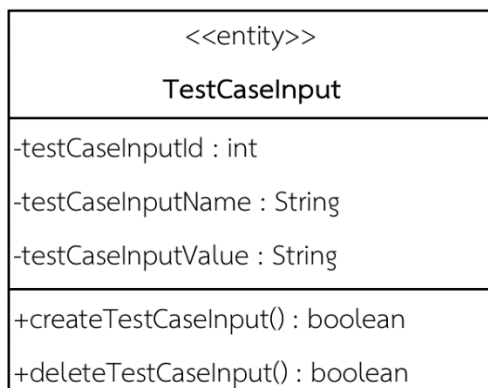 <<entity>>
TestCaseInput
-testCaseInputId : int
-testCaseInputName : String
-testCaseInputValue : String
+createTestCaseInput() : boolean
+deleteTestCaseInput() : boolean